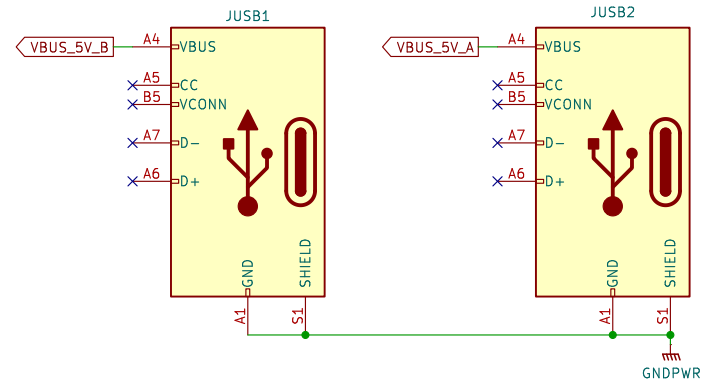 JUSB1
VBUS_5V_B
A4
VBUS
A5
CC
B5
VCONN
A7
D-
A6
D+
GND
SHIELD
A1
S1
JUSB2
VBUS_5V_A
A4
VBUS
A5
CC
B5
VCONN
A7
D-
A6
D+
GND
SHIELD
A1
S1
GNDPWR